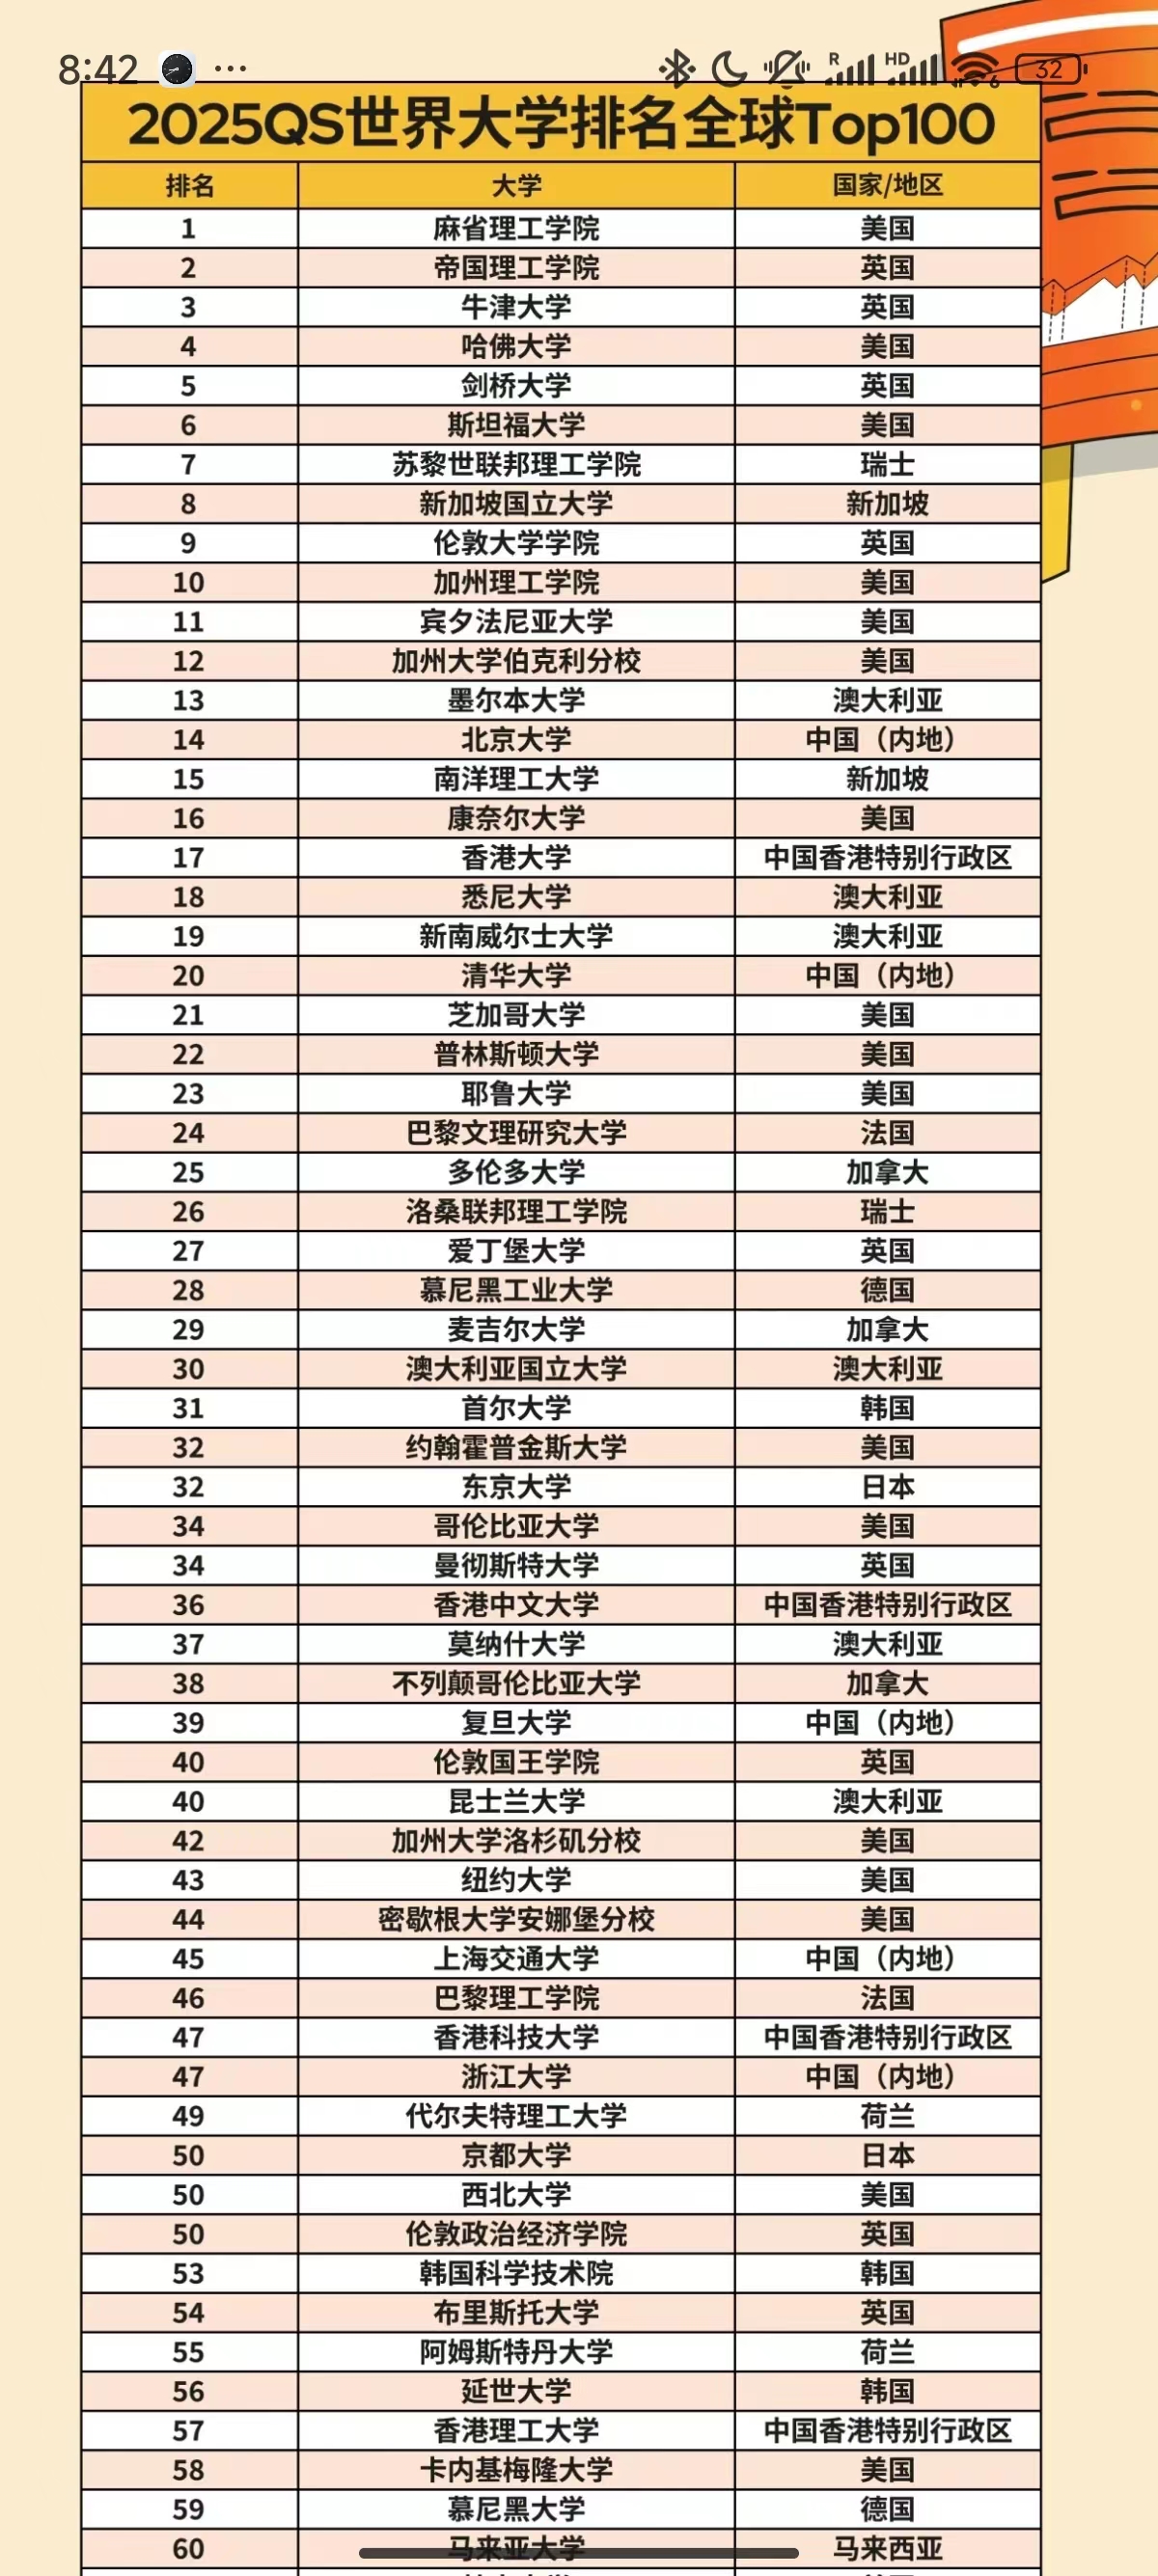 8:42 ... R HD 6 32
2025QS世界大学排名全球Top100
排名 大学 国家/地区
1 麻省理工学院 美国
2 帝国理工学院 英国
3 牛津大学 英国
4 哈佛大学 美国
5 剑桥大学 英国
6 斯坦福大学 美国
7 苏黎世联邦理工学院 瑞士
8 新加坡国立大学 新加坡
9 伦敦大学学院 英国
10 加州理工学院 美国
11 宾夕法尼亚大学 美国
12 加州大学伯克利分校 美国
13 墨尔本大学 澳大利亚
14 北京大学 中国（内地）
15 南洋理工大学 新加坡
16 康奈尔大学 美国
17 香港大学 中国香港特别行政区
18 悉尼大学 澳大利亚
19 新南威尔士大学 澳大利亚
20 清华大学 中国（内地）
21 芝加哥大学 美国
22 普林斯顿大学 美国
23 耶鲁大学 美国
24 巴黎文理研究大学 法国
25 多伦多大学 加拿大
26 洛桑联邦理工学院 瑞士
27 爱丁堡大学 英国
28 慕尼黑工业大学 德国
29 麦吉尔大学 加拿大
30 澳大利亚国立大学 澳大利亚
31 首尔大学 韩国
32 约翰霍普金斯大学 美国
32 东京大学 日本
34 哥伦比亚大学 美国
34 曼彻斯特大学 英国
36 香港中文大学 中国香港特别行政区
37 莫纳什大学 澳大利亚
38 不列颠哥伦比亚大学 加拿大
39 复旦大学 中国（内地）
40 伦敦国王学院 英国
40 昆士兰大学 澳大利亚
42 加州大学洛杉矶分校 美国
43 纽约大学 美国
44 密歇根大学安娜堡分校 美国
45 上海交通大学 中国（内地）
46 巴黎理工学院 法国
47 香港科技大学 中国香港特别行政区
47 浙江大学 中国（内地）
49 代尔夫特理工大学 荷兰
50 京都大学 日本
50 西北大学 美国
50 伦敦政治经济学院 英国
53 韩国科学技术院 韩国
54 布里斯托大学 英国
55 阿姆斯特丹大学 荷兰
56 延世大学 韩国
57 香港理工大学 中国香港特别行政区
58 卡内基梅隆大学 美国
59 慕尼黑大学 德国
60 马来亚大学 马来西亚